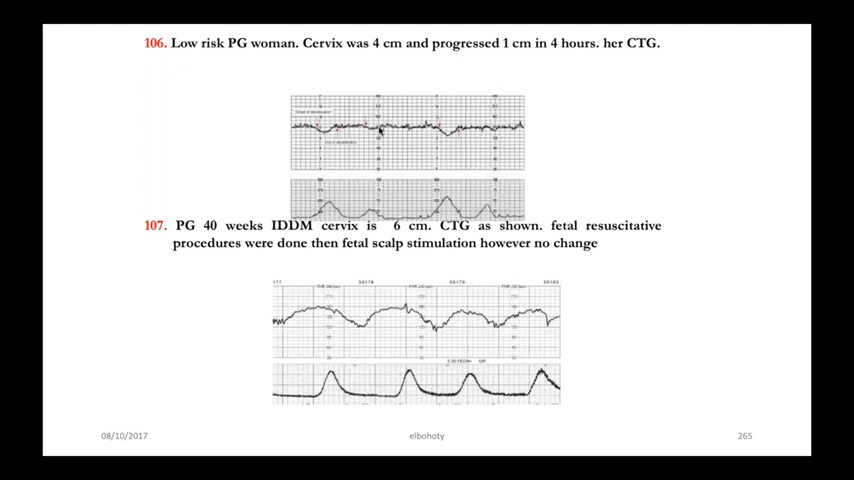 106. Low risk PG woman. Cervix was 4 cm and progressed 1 cm in 4 hours. her CTG.
107. PG 40 weeks IDDM cervix is 6 cm. CTG as shown. fetal resuscitative
procedures were done then fetal scalp stimulation however no change
08/10/2017
elbohoty
265